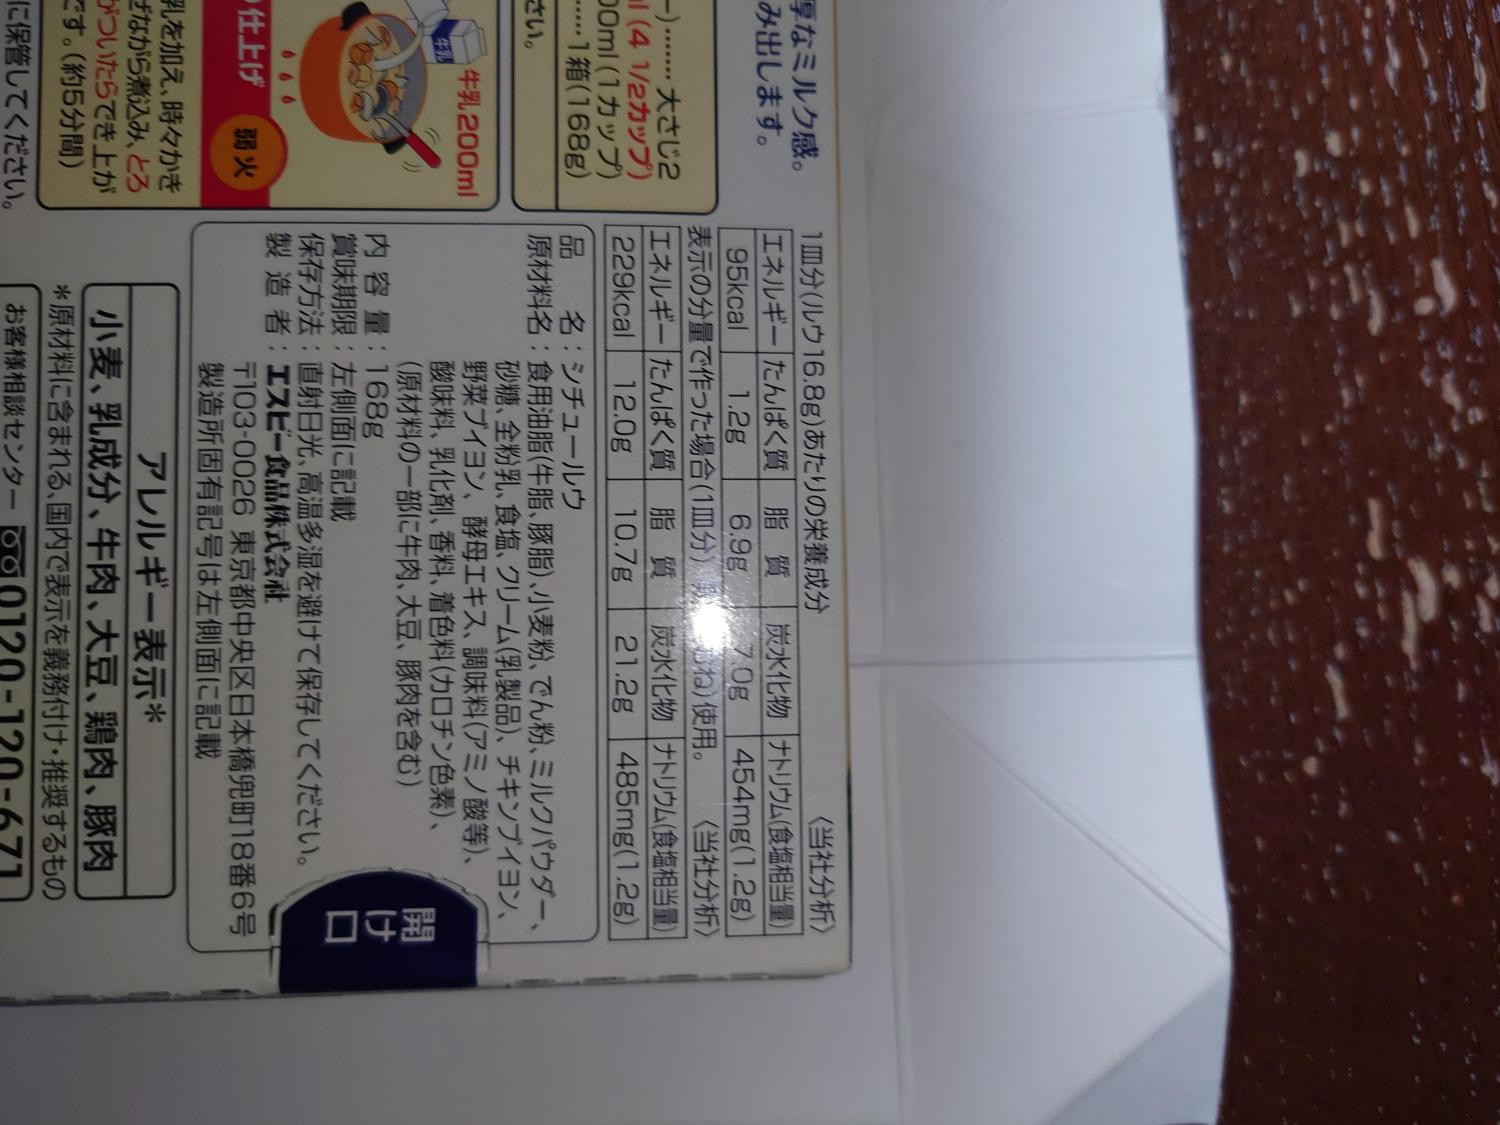 厚なミルク感。
み出します。
ー)……… 大さじ2
(4 1/2カップ)
00ml(1カップ)
……1箱(168g)
さい。
牛乳200ml
牛乳
仕上げ
弱火
乳を加え、時々かき
ぜながら煮込み、とろ
がついたらでき上が
です。(約5分間)
に保管してください。
1皿分(ルウ16.8g)あたりの栄養成分 〈当社分析〉
エネルギー たんぱく質 脂質 炭水化物 ナトリウム(食塩相当量)
95kcal 1.2g 6.9g 7.0g 454mg(1.2g)
表示の分量で作った場合(1皿分) ね)使用。 〈当社分析〉
エネルギー たんぱく質 脂質 炭水化物 ナトリウム(食塩相当量)
229kcal 12.0g 10.7g 21.2g 485mg(1.2g)
品名:シチュールウ
原材料名:食用油脂(牛脂、豚脂)、小麦粉、でん粉、ミルクパウダー、
砂糖、全粉乳、食塩、クリーム(乳製品)、チキンブイヨン、
野菜ブイヨン、酵母エキス、調味料(アミノ酸等)、
酸味料、乳化剤、香料、着色料(カロチン色素)、
(原材料の一部に牛肉、大豆、豚肉を含む)
内容量:168g
賞味期限:左側面に記載
保存方法:直射日光、高温多湿を避けて保存してください。
製造者:エスビー食品株式会社
〒103-0026 東京都中央区日本橋兜町18番6号
製造所固有記号は左側面に記載
開け口
アレルギー表示*
小麦、乳成分、牛肉、大豆、鶏肉、豚肉
*原材料に含まれる、国内で表示を義務付け・推奨するもの
お客様相談センター 0120-120-671